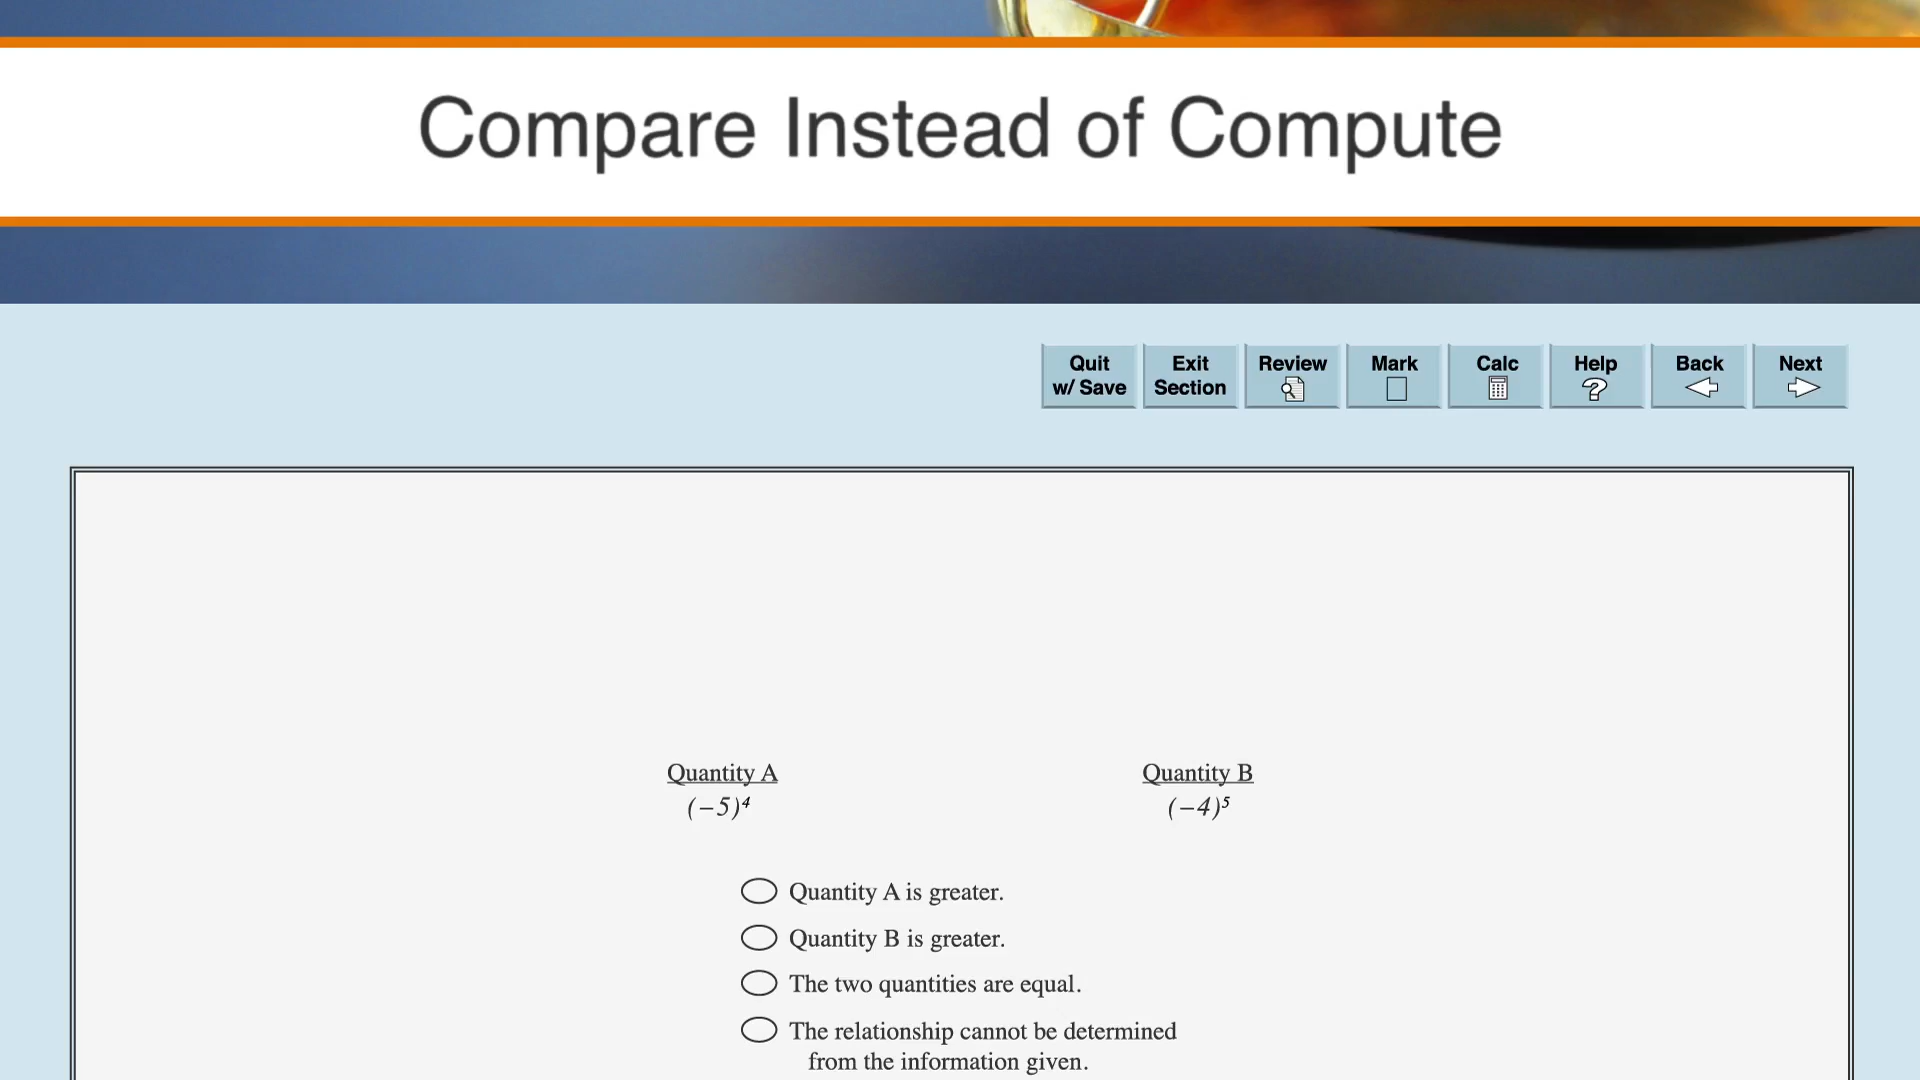 Compare Instead of Compute
Quit w/ Save
Exit Section
Review
Mark
Calc
Help
Back
Next
Quantity A
(−5)⁴
Quantity B
(−4)⁵
Quantity A is greater.
Quantity B is greater.
The two quantities are equal.
The relationship cannot be determined
from the information given.